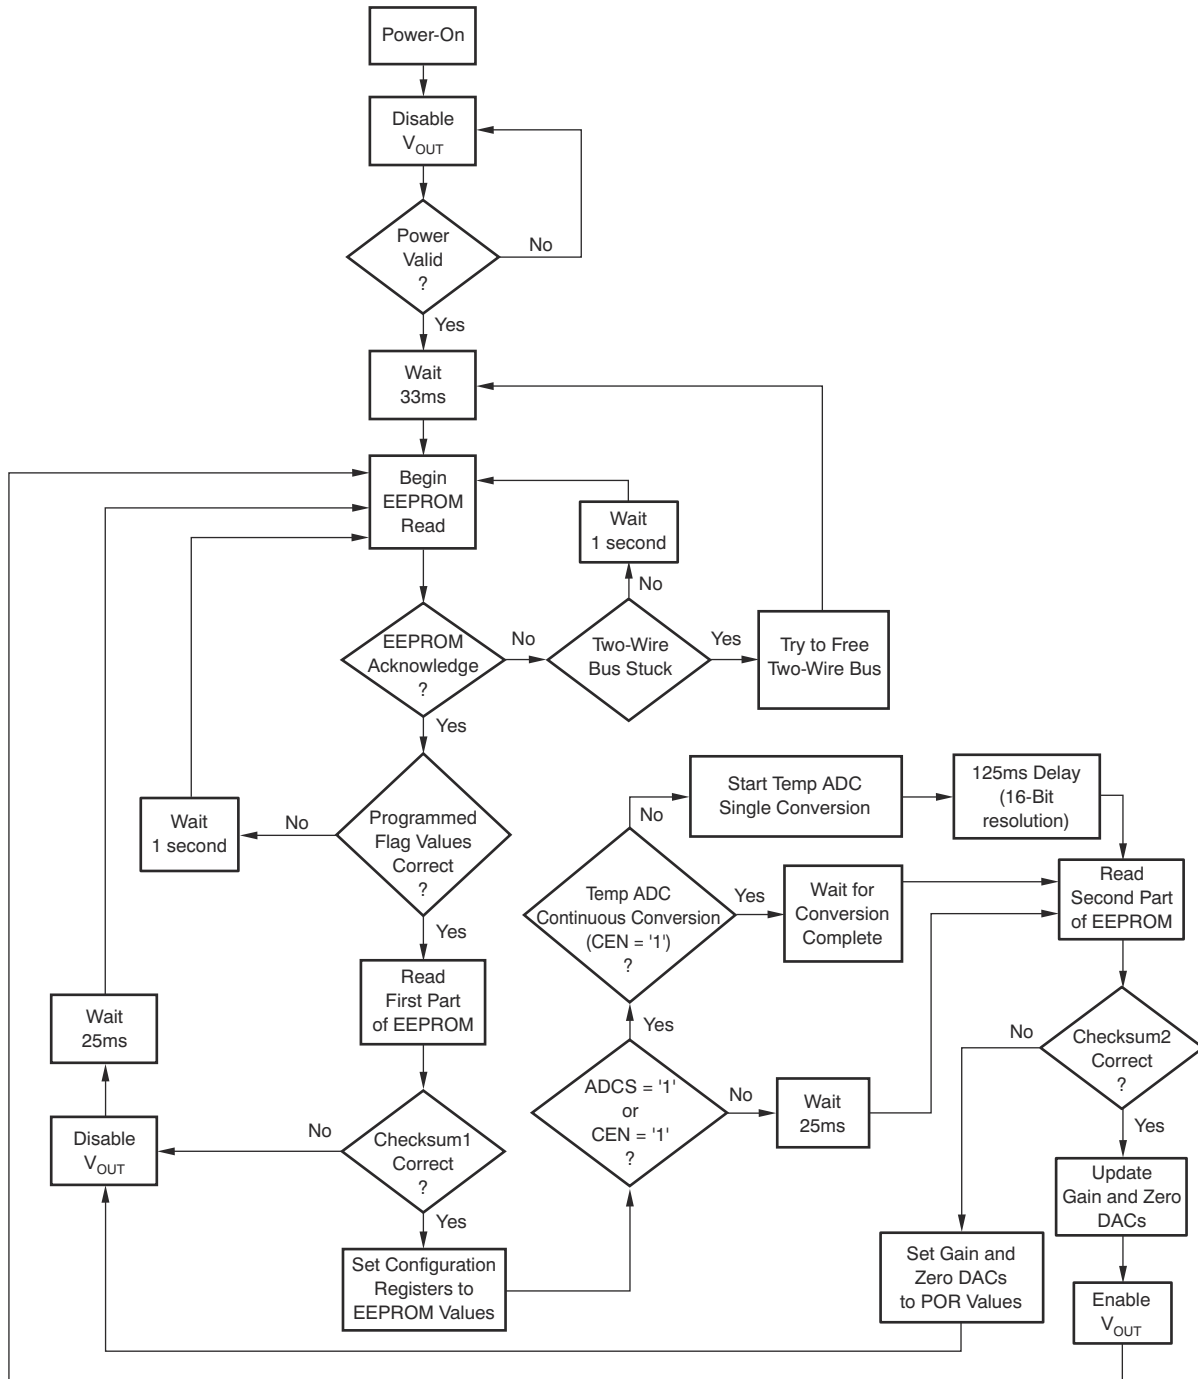 Power-On
Disable
VOUT
Power
Valid
?
No
Yes
Wait
33ms
Begin
EEPROM
Read
Wait
1 second
No
EEPROM
Acknowledge
?
No
Two-Wire
Bus Stuck
Yes
Try to Free
Two-Wire Bus
Yes
Programmed
Flag Values
Correct
?
No
Wait
1 second
Yes
Read
First Part
of EEPROM
Checksum1
Correct
?
No
Disable
VOUT
Wait
25ms
Yes
Set Configuration
Registers to
EEPROM Values
ADCS = '1'
or
CEN = '1'
?
No
Wait
25ms
Yes
Temp ADC
Continuous Conversion
(CEN = '1')
?
No
Start Temp ADC
Single Conversion
125ms Delay
(16-Bit
resolution)
Yes
Wait for
Conversion
Complete
Read
Second Part
of EEPROM
Checksum2
Correct
?
No
Set Gain and
Zero DACs
to POR Values
Yes
Update
Gain and Zero
DACs
Enable
VOUT